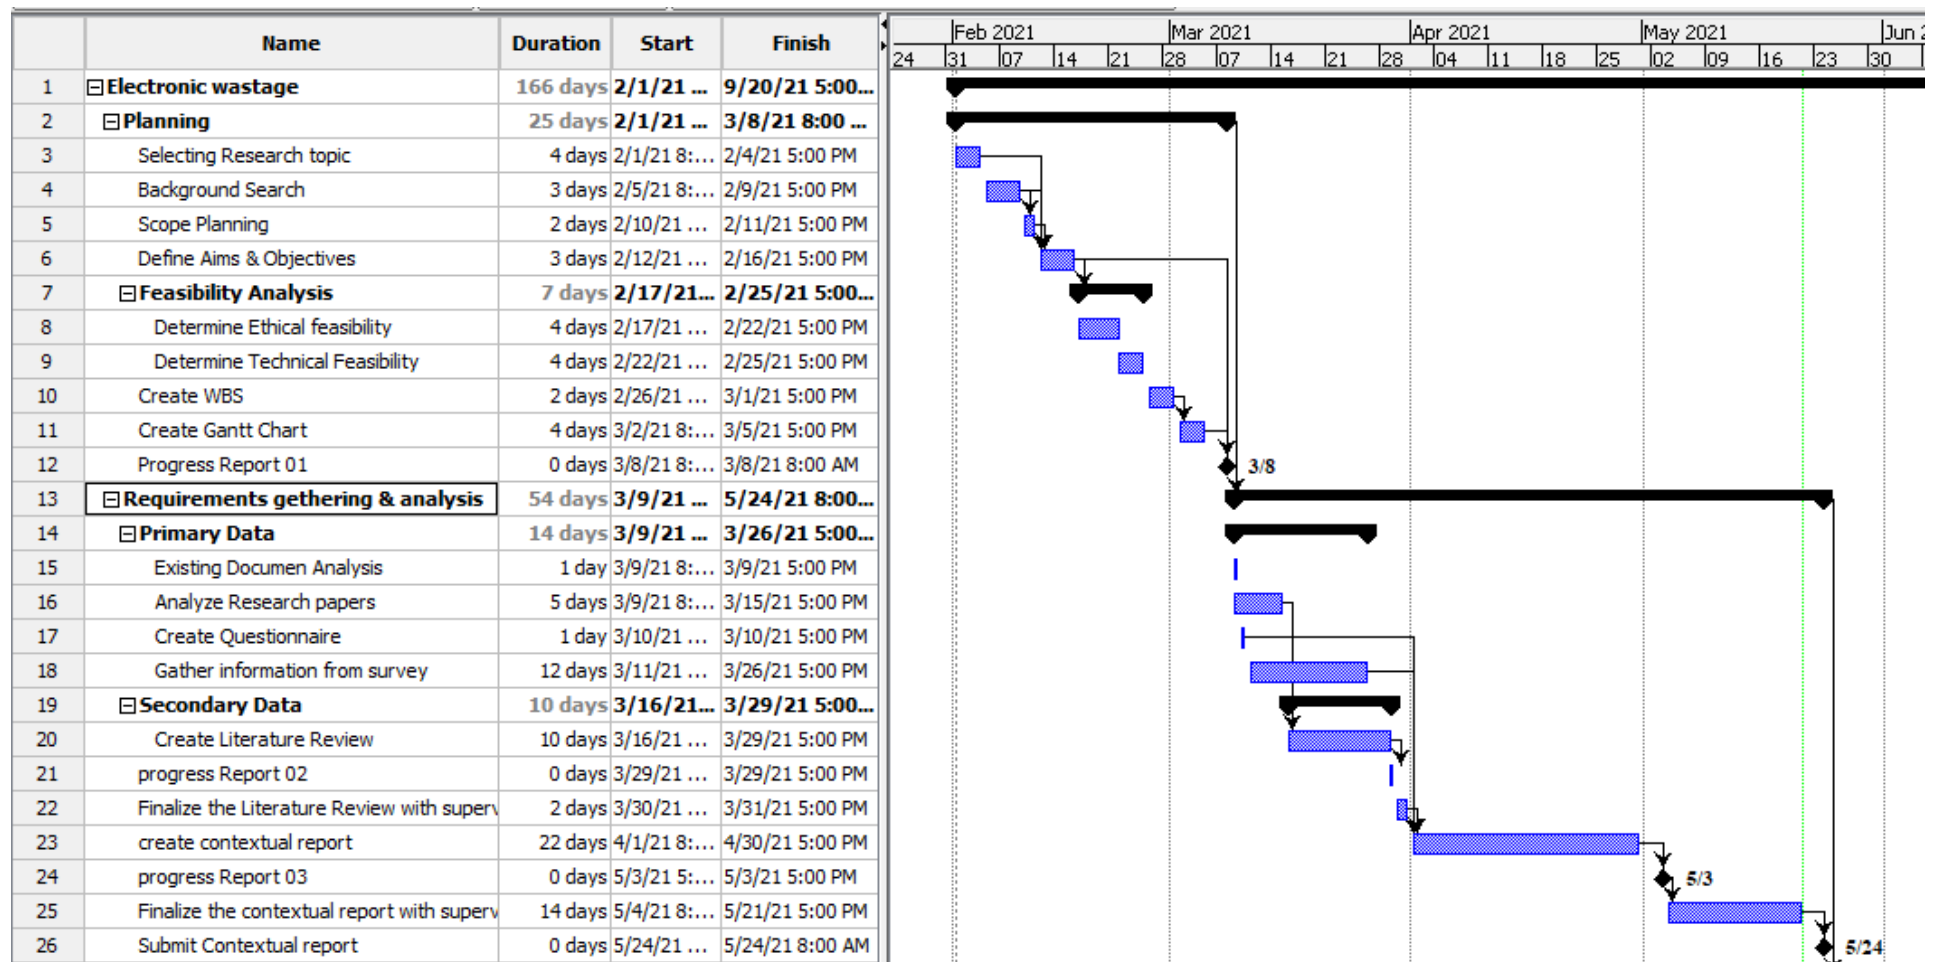 Name Duration Start Finish
Feb 2021 Mar 2021 Apr 2021 May 2021 Jun
24 31 07 14 21 28 07 14 21 28 04 11 18 25 02 09 16 23 30
1 Electronic wastage 166 days 2/1/21 ... 9/20/21 5:00...
2 Planning 25 days 2/1/21 ... 3/8/21 8:00 ...
3 Selecting Research topic 4 days 2/1/21 8:... 2/4/21 5:00 PM
4 Background Search 3 days 2/5/21 8:... 2/9/21 5:00 PM
5 Scope Planning 2 days 2/10/21 ... 2/11/21 5:00 PM
6 Define Aims & Objectives 3 days 2/12/21 ... 2/16/21 5:00 PM
7 Feasibility Analysis 7 days 2/17/21... 2/25/21 5:00...
8 Determine Ethical feasibility 4 days 2/17/21 ... 2/22/21 5:00 PM
9 Determine Technical Feasibility 4 days 2/22/21 ... 2/25/21 5:00 PM
10 Create WBS 2 days 2/26/21 ... 3/1/21 5:00 PM
11 Create Gantt Chart 4 days 3/2/21 8:... 3/5/21 5:00 PM
12 Progress Report 01 0 days 3/8/21 8:... 3/8/21 8:00 AM 3/8
13 Requirements gethering & analysis 54 days 3/9/21 ... 5/24/21 8:00...
14 Primary Data 14 days 3/9/21 ... 3/26/21 5:00...
15 Existing Documen Analysis 1 day 3/9/21 8:... 3/9/21 5:00 PM
16 Analyze Research papers 5 days 3/9/21 8:... 3/15/21 5:00 PM
17 Create Questionnaire 1 day 3/10/21 ... 3/10/21 5:00 PM
18 Gather information from survey 12 days 3/11/21 ... 3/26/21 5:00 PM
19 Secondary Data 10 days 3/16/21... 3/29/21 5:00...
20 Create Literature Review 10 days 3/16/21 ... 3/29/21 5:00 PM
21 progress Report 02 0 days 3/29/21 ... 3/29/21 5:00 PM
22 Finalize the Literature Review with superv 2 days 3/30/21 ... 3/31/21 5:00 PM
23 create contextual report 22 days 4/1/21 8:... 4/30/21 5:00 PM
24 progress Report 03 0 days 5/3/21 5:... 5/3/21 5:00 PM 5/3
25 Finalize the contextual report with superv 14 days 5/4/21 8:... 5/21/21 5:00 PM
26 Submit Contextual report 0 days 5/24/21 ... 5/24/21 8:00 AM 5/24